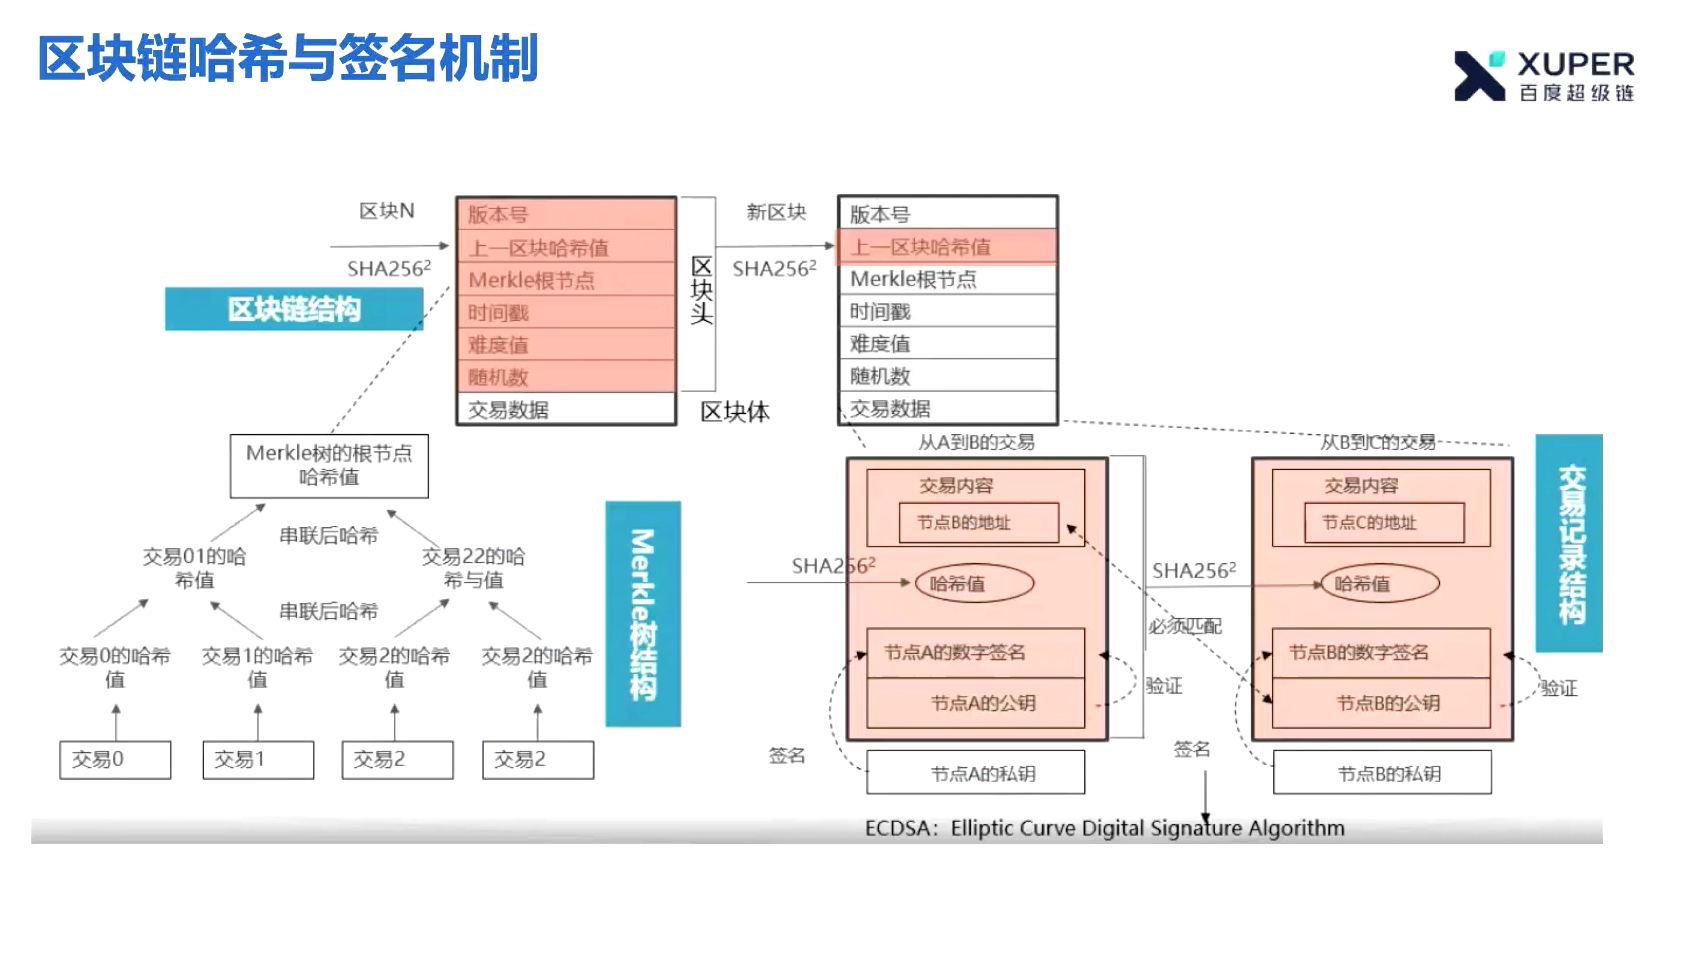 区块链哈希与签名机制
XUPER
百度超级链
区块N
SHA256²
区块链结构
版本号
上一区块哈希值
Merkle根节点
时间戳
难度值
随机数
交易数据
区块头
区块体
新区块
SHA256²
版本号
上一区块哈希值
Merkle根节点
时间戳
难度值
随机数
交易数据
Merkle树的根节点
哈希值
串联后哈希
交易01的哈
希值
交易22的哈
希与值
串联后哈希
交易0的哈希
值
交易1的哈希
值
交易2的哈希
值
交易2的哈希
值
交易0
交易1
交易2
交易2
Merkle树结构
从A到B的交易
交易内容
节点B的地址
SHA256²
哈希值
节点A的数字签名
节点A的公钥
验证
签名
节点A的私钥
必须匹配
从B到C的交易
交易内容
节点C的地址
SHA256²
哈希值
节点B的数字签名
节点B的公钥
验证
签名
节点B的私钥
交易记录结构
ECDSA：Elliptic Curve Digital Signature Algorithm